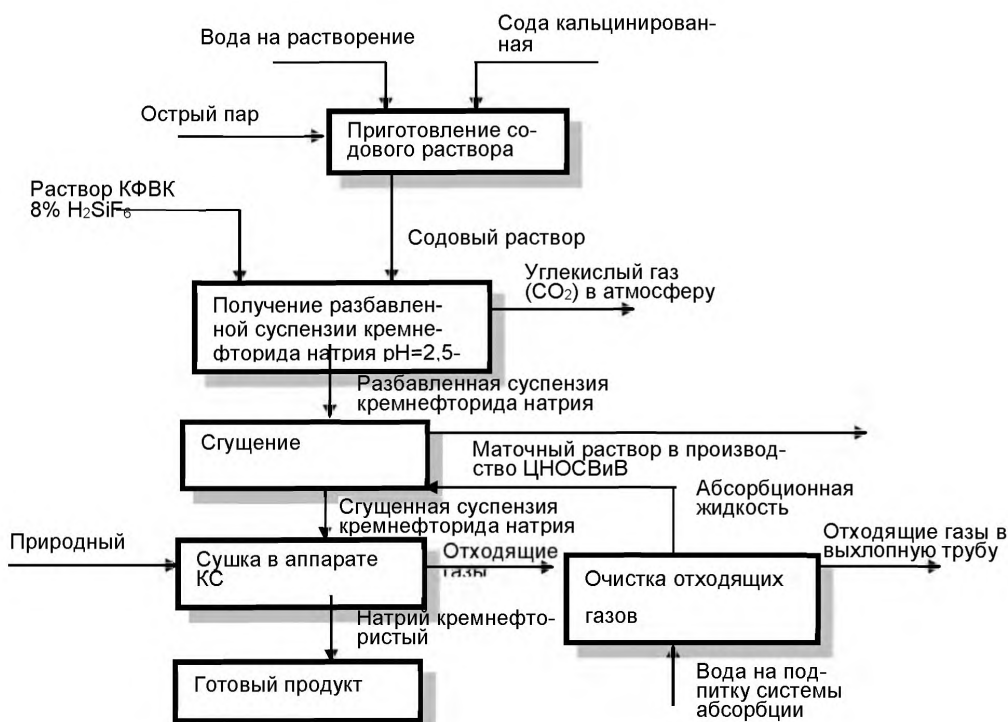 Вода на растворение
Сода кальцинирован-
ная
Острый пар
Приготовление со-
дового раствора
Раствор КФВК
8% H₂SiF₆
Содовый раствор
Углекислый газ
(CO₂) в атмосферу
Получение разбавлен-
ной суспензии кремне-
фторида натрия pH=2,5-
Разбавленная суспензия
кремнефторида натрия
Сгущение
Маточный раствор в производ-
ство ЦНОСВиВ
Абсорбционная
жидкость
Сгущенная суспензия
кремнефторида натрия
Природный
Сушка в аппарате
КС
Отходящие
газы
Очистка отходящих
газов
Отходящие газы в
выхлопную трубу
Натрий кремнефто-
ристый
Готовый продукт
Вода на под-
питку системы
абсорбции